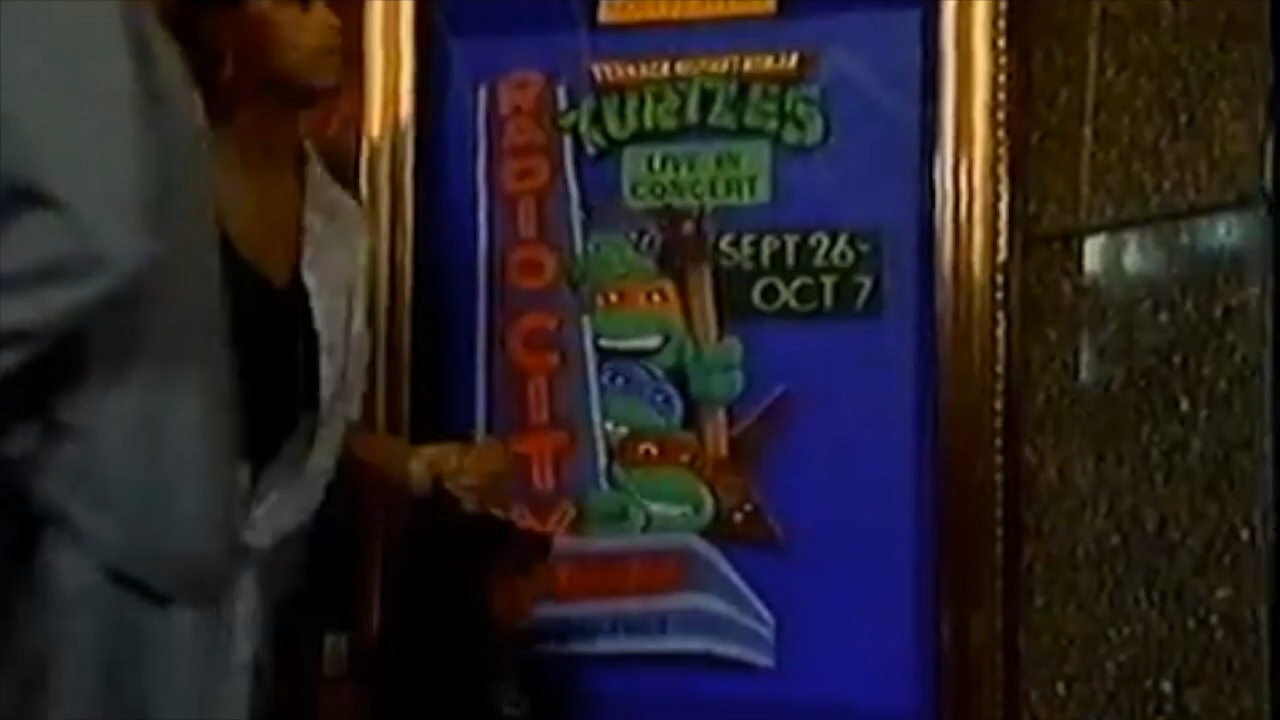 TEENAGE MUTANT NINJA
TURTLES
LIVE IN
CONCERT
SEPT 26-
OCT 7
RADIO CITY